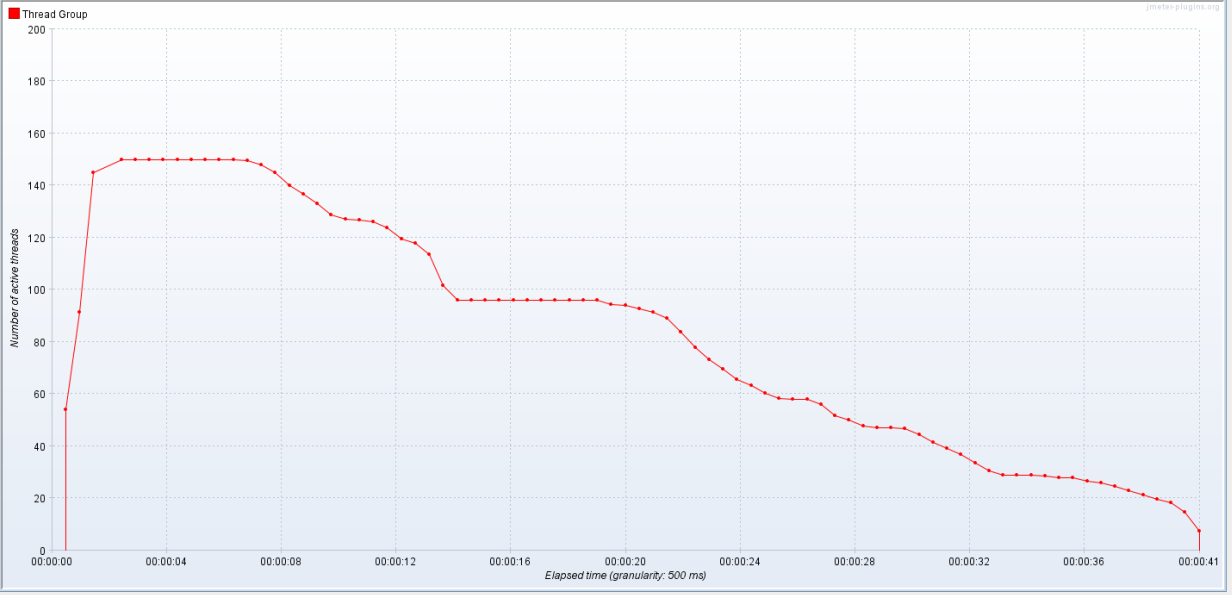 jmeter-plugins.org
Thread Group
200
180
160
140
120
100
80
60
40
20
0
Number of active threads
00:00:00 00:00:04 00:00:08 00:00:12 00:00:16 00:00:20 00:00:24 00:00:28 00:00:32 00:00:36 00:00:41
Elapsed time (granularity: 500 ms)